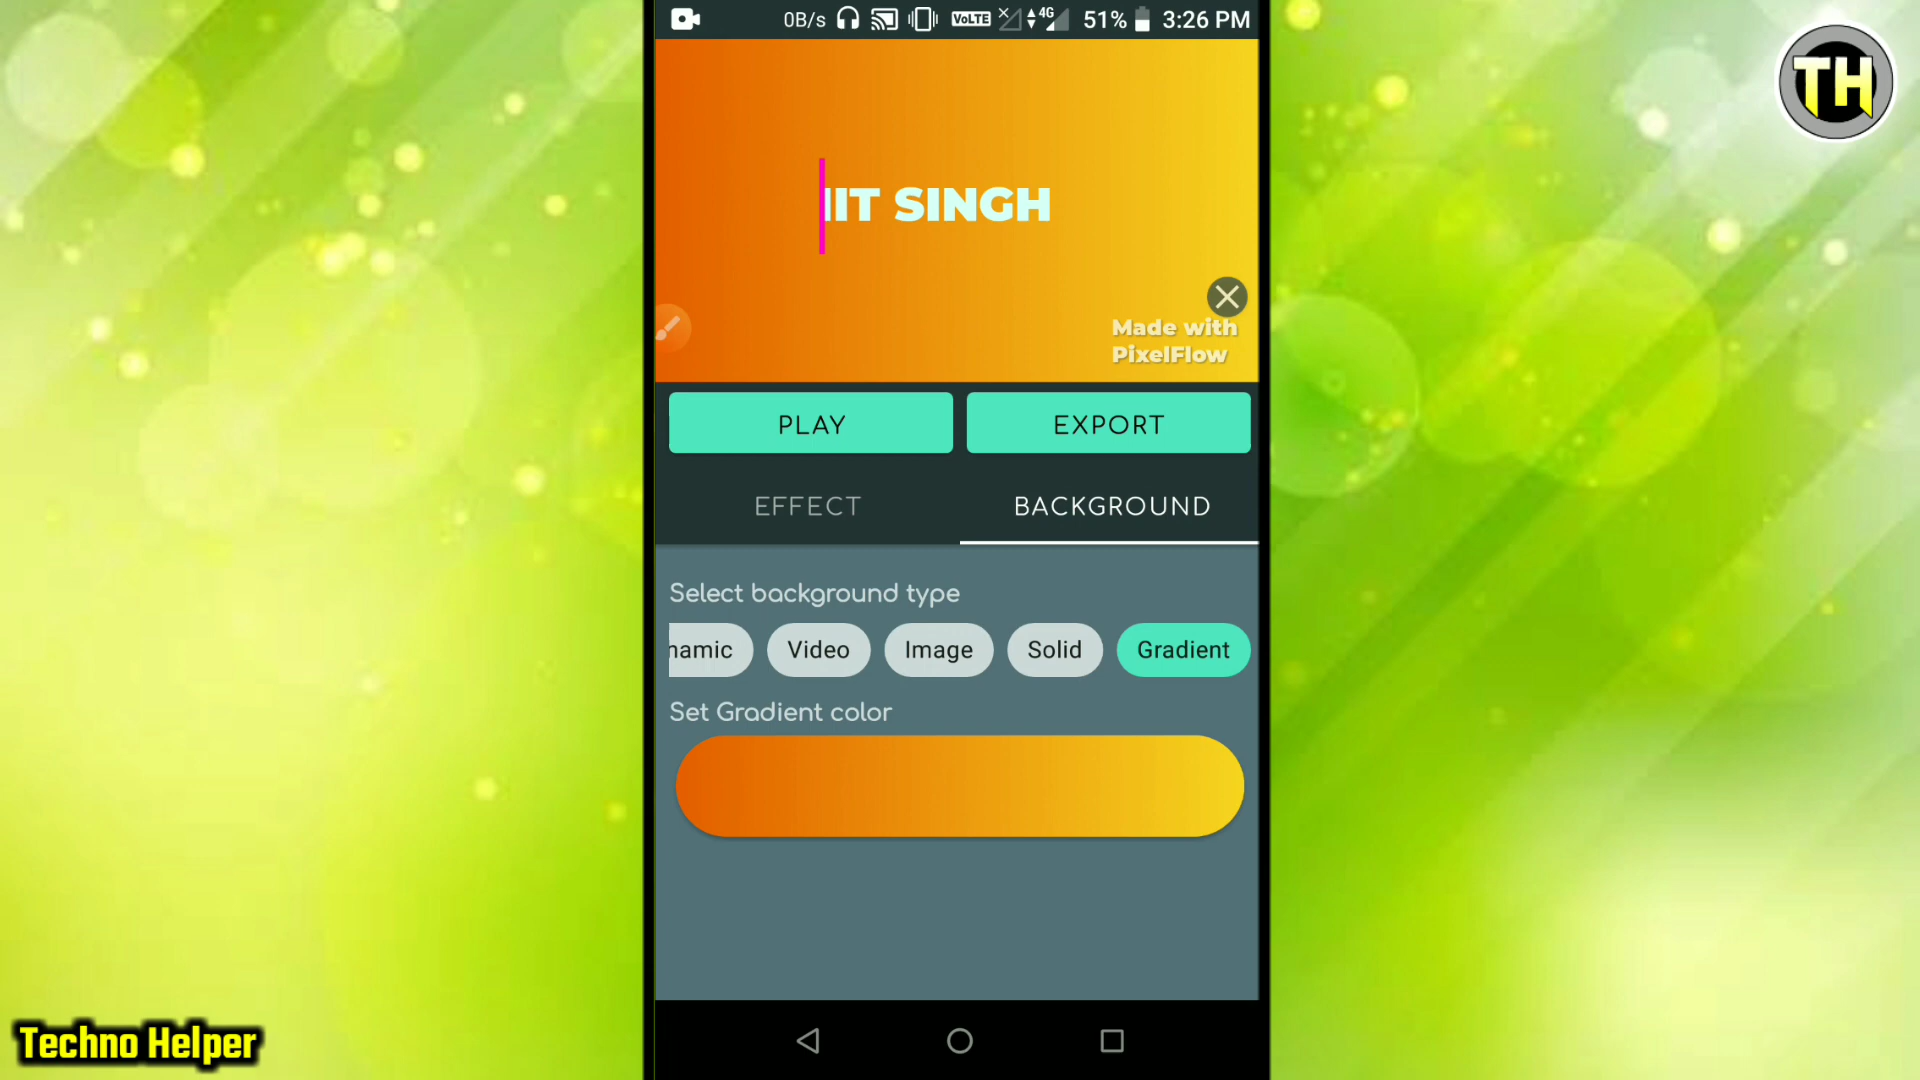 0B/s VoLTE 4G 51% 3:26 PM
TH
IIT SINGH
Made with
PixelFlow
PLAY EXPORT
EFFECT BACKGROUND
Select background type
namic Video Image Solid Gradient
Set Gradient color
Techno Helper